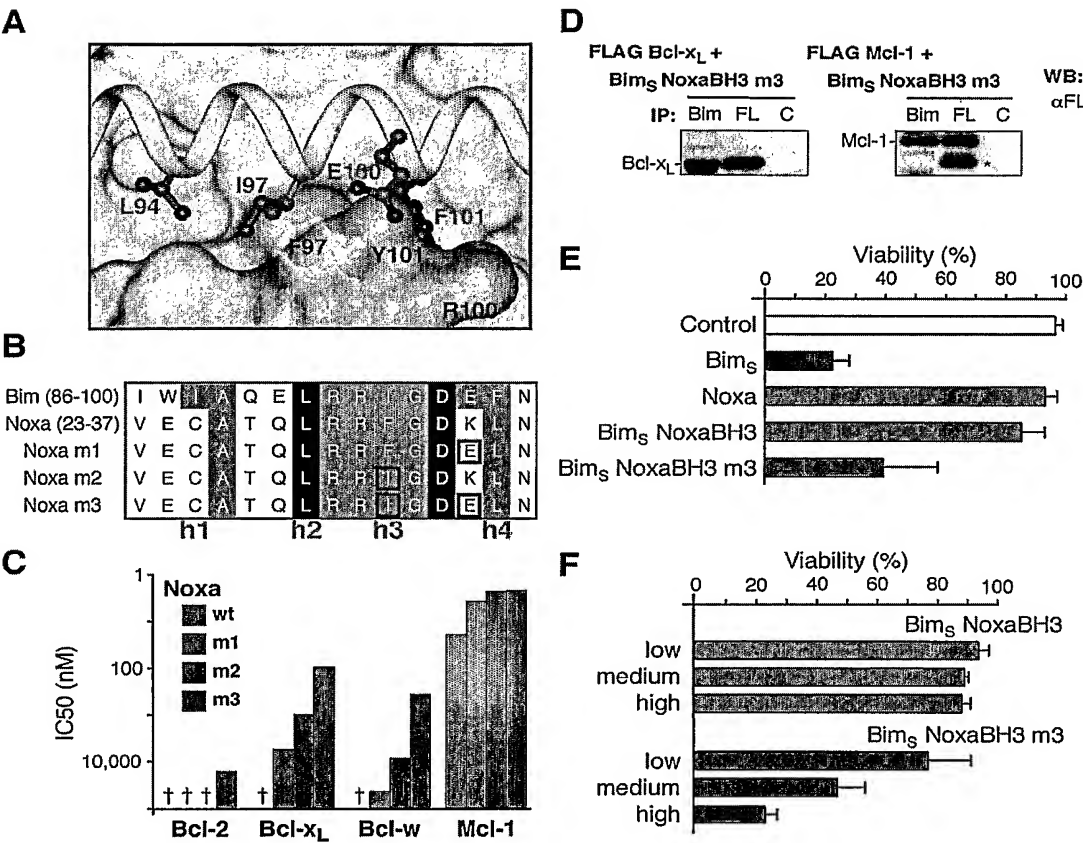 A
L94
I97
F97
E100
F101
Y101
R100
B
Bim (86-100) I W I A Q E L R R I G D E F N
Noxa (23-37) V E C A T Q L R R F G D K L N
Noxa m1 V E C A T Q L R R F G D E L N
Noxa m2 V E C A T Q L R R I G D K L N
Noxa m3 V E C A T Q L R R I G D E L N
h1 h2 h3 h4
C
Noxa
wt
m1
m2
m3
IC50 (nM)
1
100
10,000
† † † † †
Bcl-2 Bcl-xL Bcl-w Mcl-1
D
FLAG Bcl-xL +
BimS NoxaBH3 m3
IP: Bim FL C
Bcl-xL-
FLAG Mcl-1 +
BimS NoxaBH3 m3
Bim FL C
Mcl-1-
*
WB:
αFL
E
Viability (%)
0 20 40 60 80 100
Control
BimS
Noxa
BimS NoxaBH3
BimS NoxaBH3 m3
F
Viability (%)
0 20 40 60 80 100
BimS NoxaBH3
low
medium
high
BimS NoxaBH3 m3
low
medium
high